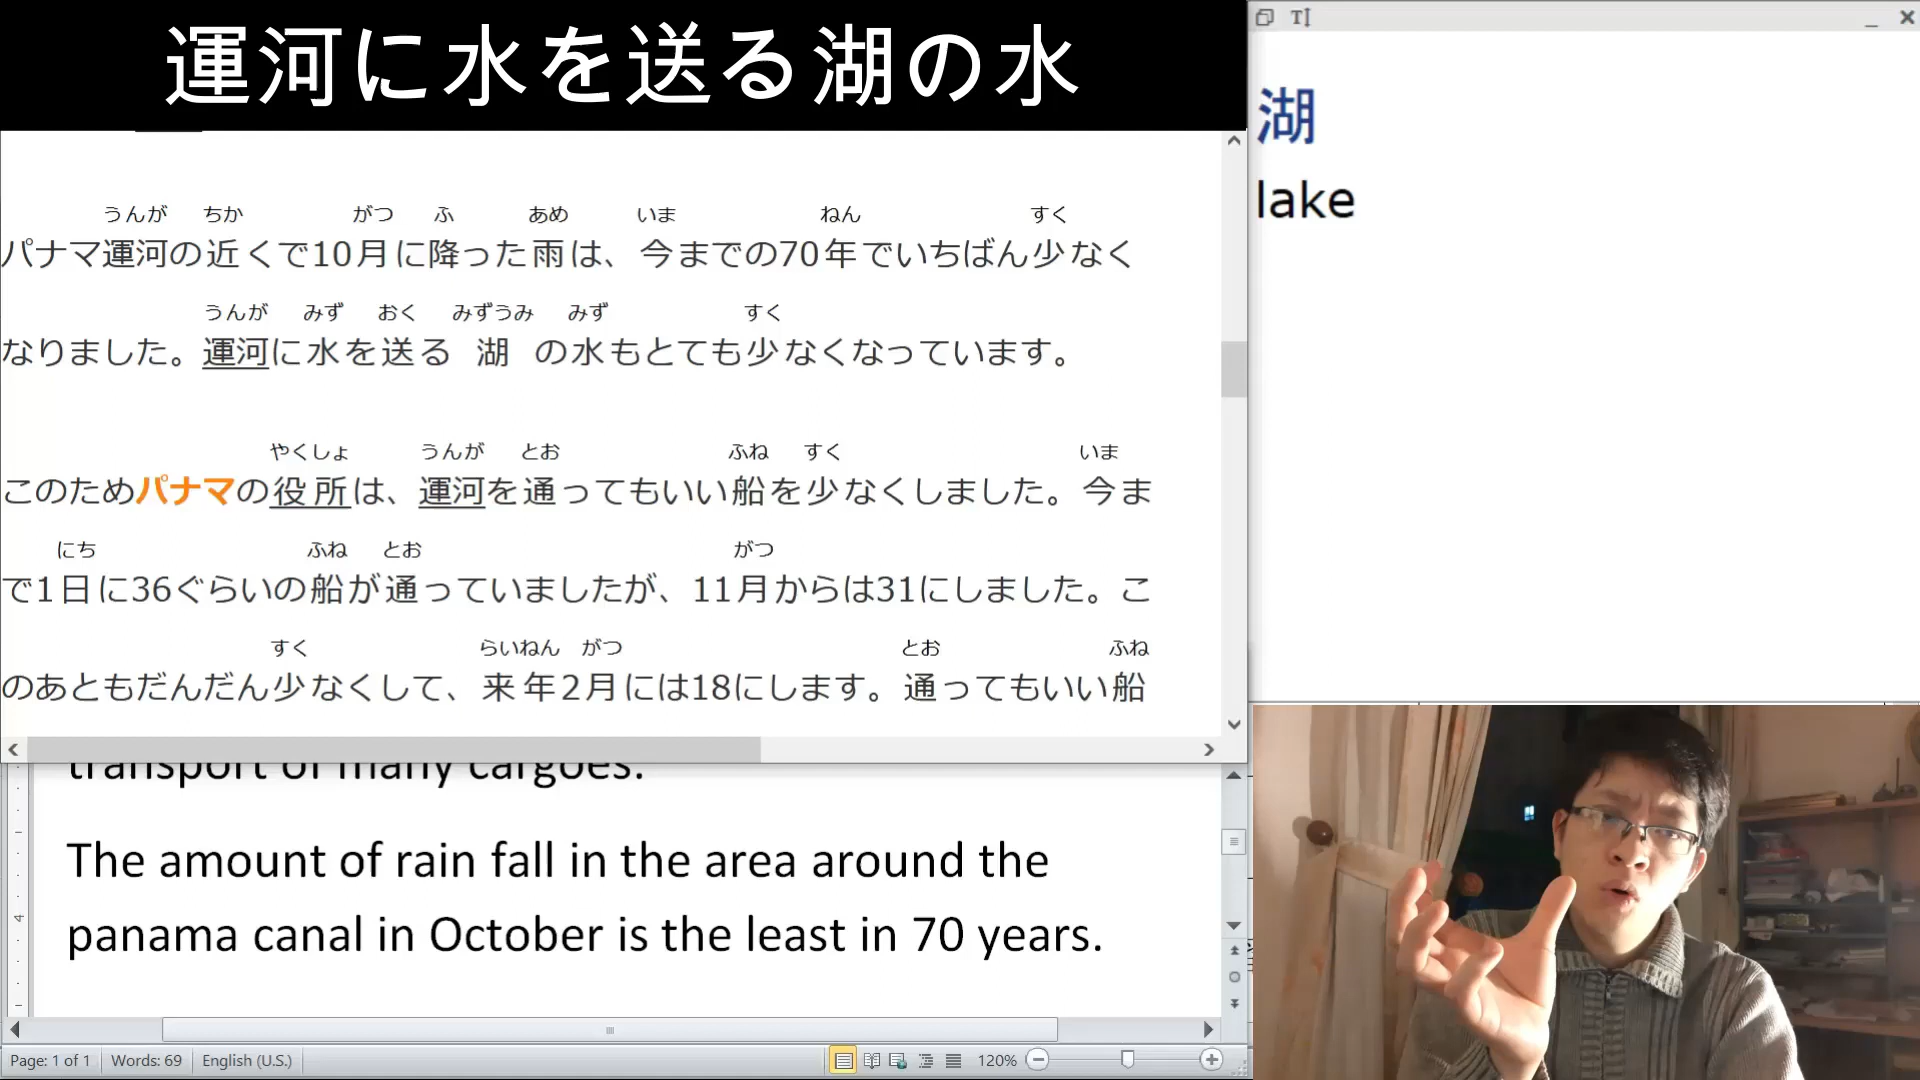 運河に水を送る湖の水
うんが ちか がつ ふ あめ いま ねん すく
パナマ運河の近くで10月に降った雨は、今までの70年でいちばん少なく
うんが みず おく みずうみ みず すく
なりました。運河に水を送る湖の水もとても少なくなっています。
やくしょ うんが とお ふね すく いま
このためパナマの役所は、運河を通ってもいい船を少なくしました。今ま
にち ふね とお がつ
で1日に36ぐらいの船が通っていましたが、11月からは31にしました。こ
すく らいねん がつ とお ふね
のあともだんだん少なくして、来年2月には18にします。通ってもいい船
transport of many cargoes.
The amount of rain fall in the area around the
panama canal in October is the least in 70 years.
4
Page: 1 of 1 Words: 69 English (U.S.) 120%
湖
lake